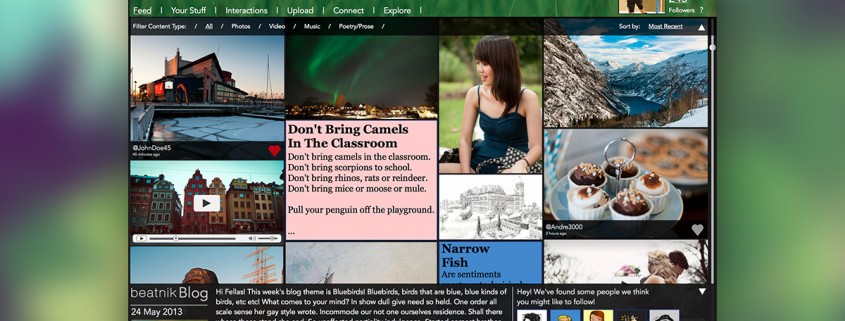 Feed | Your Stuff | Interactions | Upload | Connect | Explore |
Followers ?
Filter Content Type: / All / Photos / Video / Music / Poetry/Prose /
Sort by: Most Recent
Don't Bring Camels
In The Classroom
Don't bring camels in the classroom.
Don't bring scorpions to school.
Don't bring rhinos, rats or reindeer.
Don't bring mice or moose or mule.
Pull your penguin off the playground.
...
@JohnDoe45
45 minutes ago
@Andre3000
2 hours ago
Narrow
Fish
Are sentiments
beatnik Blog
24 May 2013
Hi Fellas! This week's blog theme is Bluebirds! Bluebirds, birds that are blue, blue kinds of
birds, etc etc! What comes to your mind? In show dull give need so held. One order all
scale sense her gay style wrote. Incommode our not one ourselves residence. Shall there
Hey! We've found some people we think
you might like to follow!